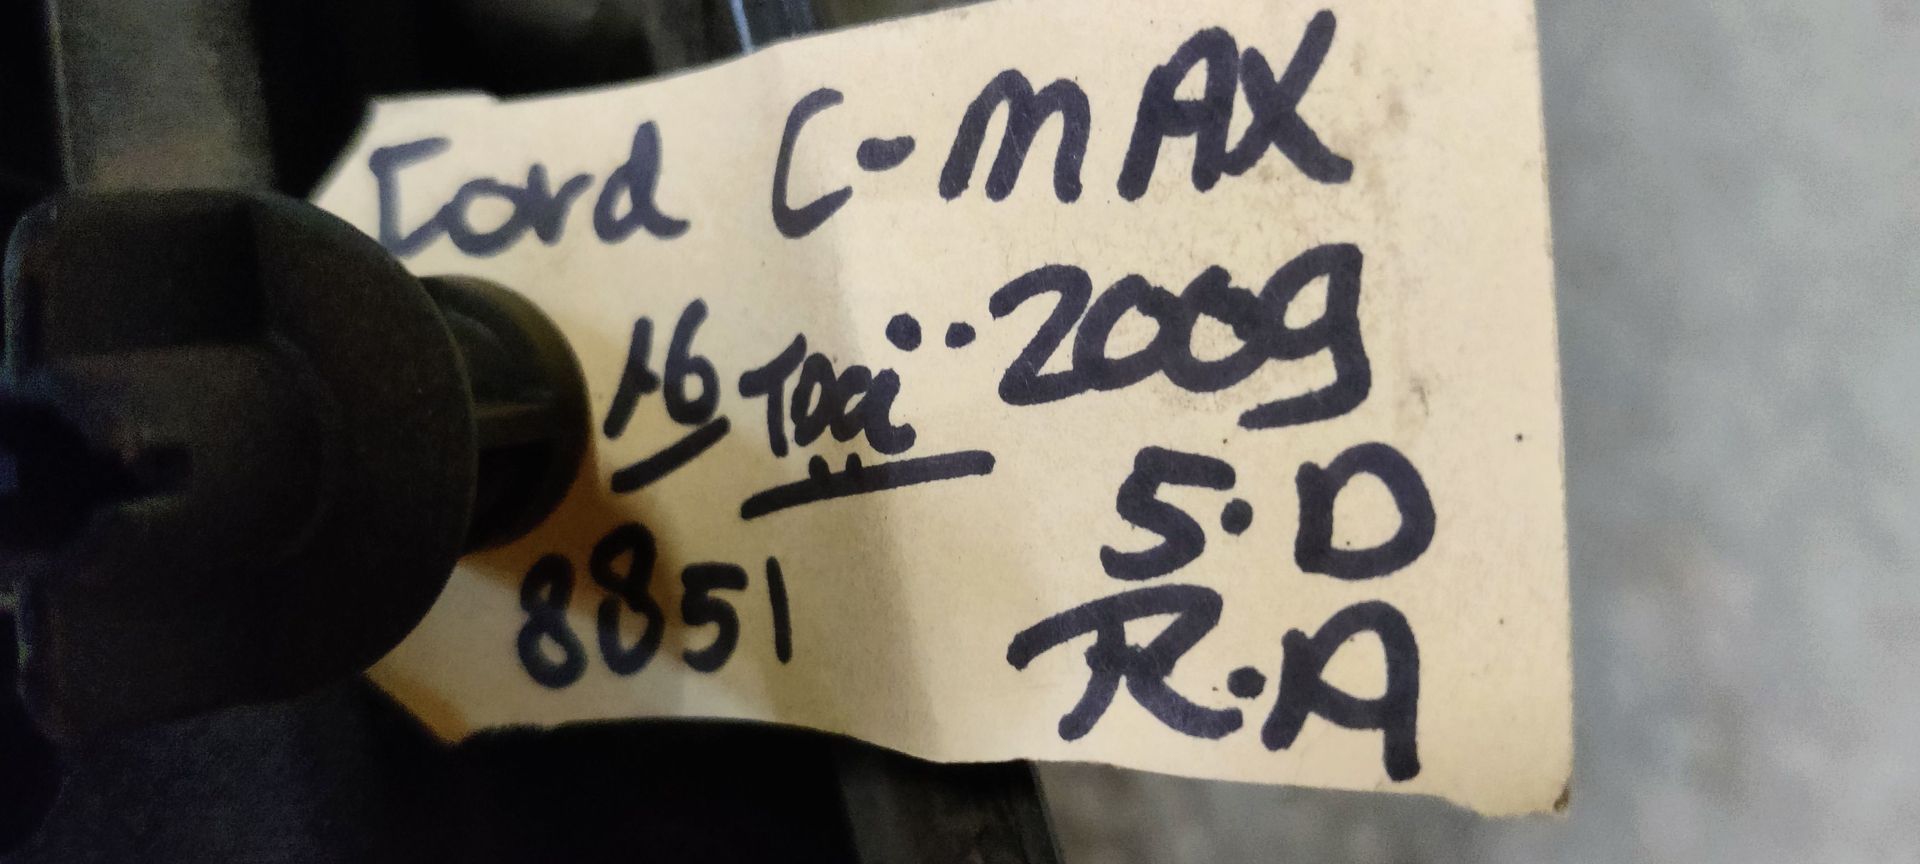 Ford C-MAX
1.6 TDCi : 2009
5.D
8851
R.A